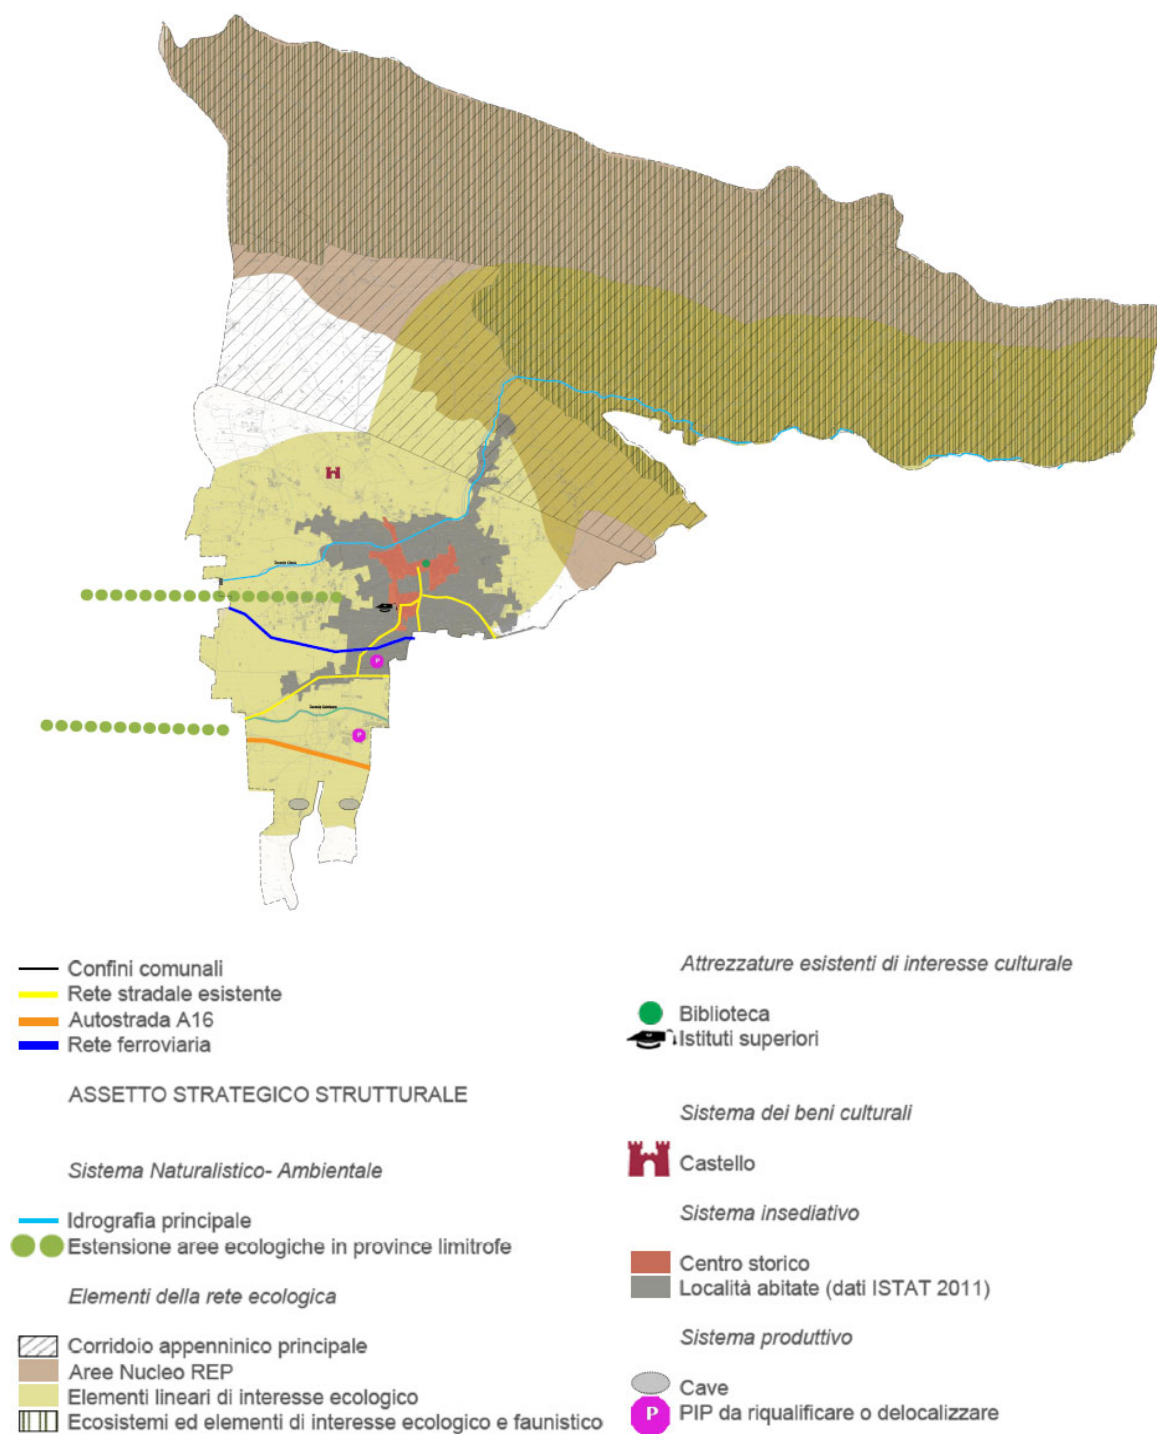 P
P
Confini comunali
Rete stradale esistente
Autostrada A16
Rete ferroviaria
ASSETTO STRATEGICO STRUTTURALE
Sistema Naturalistico- Ambientale
Idrografia principale
Estensione aree ecologiche in province limitrofe
Elementi della rete ecologica
Corridoio appenninico principale
Aree Nucleo REP
Elementi lineari di interesse ecologico
Ecosistemi ed elementi di interesse ecologico e faunistico
Attrezzature esistenti di interesse culturale
Biblioteca
Istituti superiori
Sistema dei beni culturali
Castello
Sistema insediativo
Centro storico
Località abitate (dati ISTAT 2011)
Sistema produttivo
Cave
P PIP da riqualificare o delocalizzare